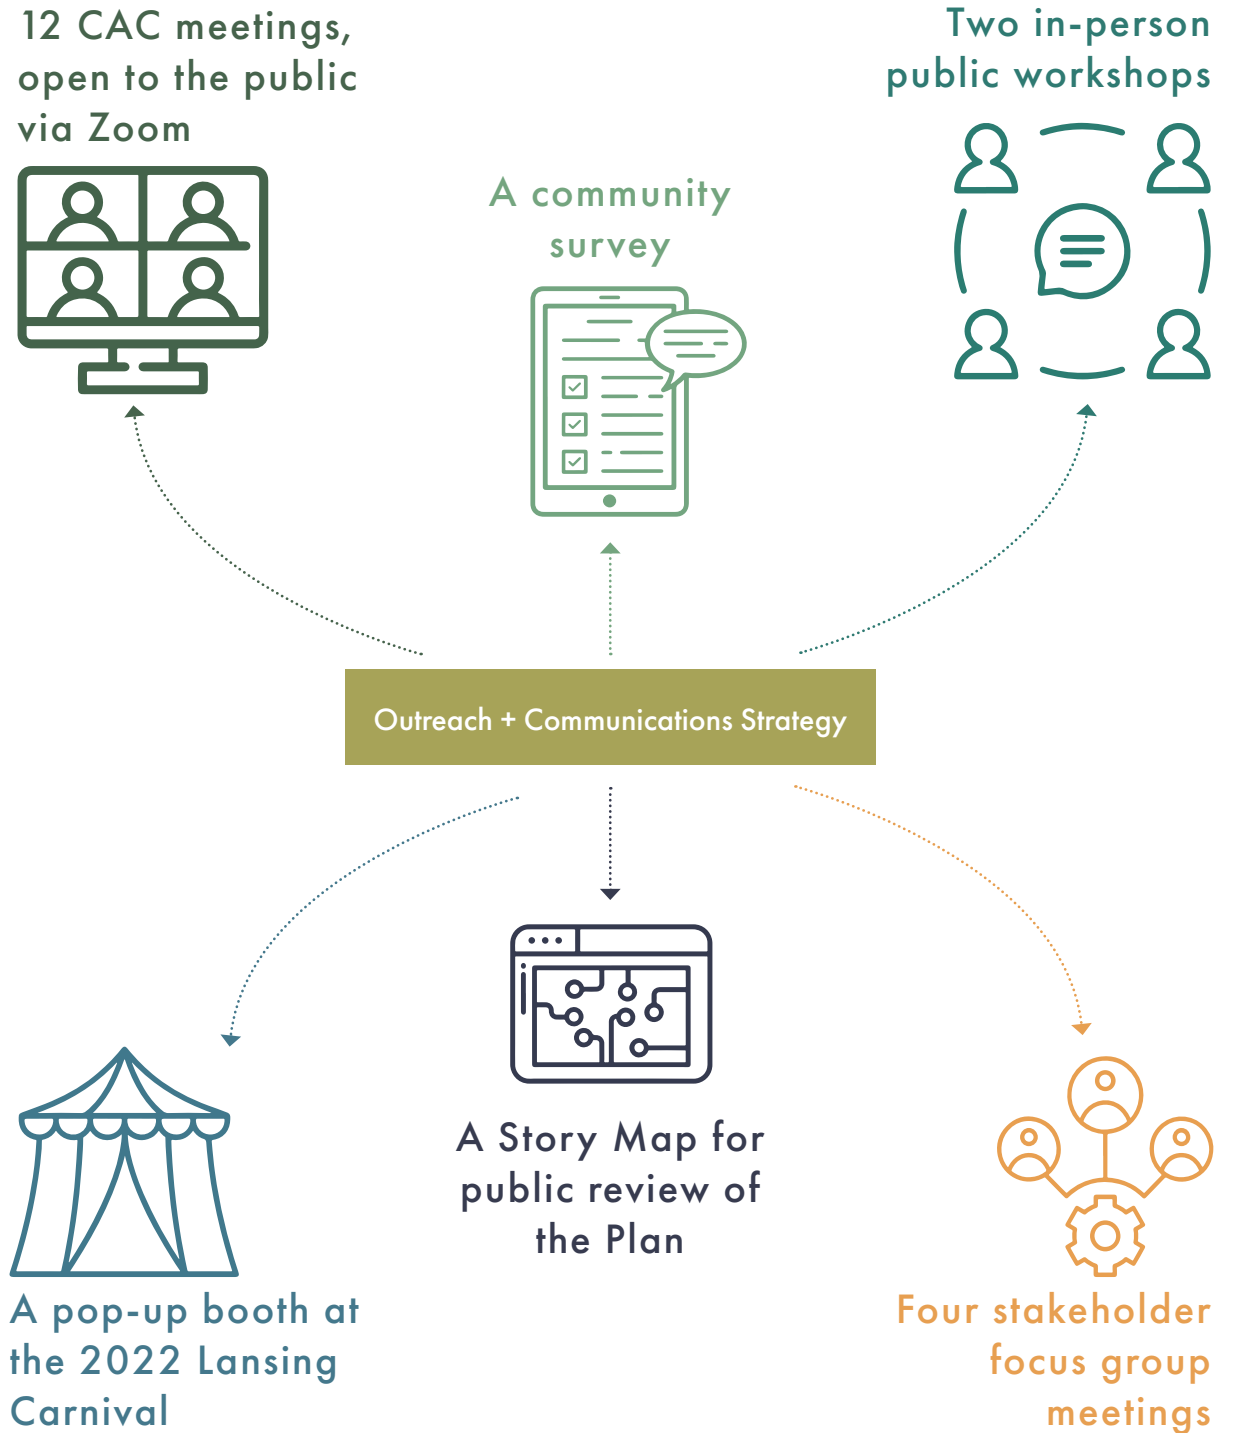 12 CAC meetings,
open to the public
via Zoom
A community
survey
Two in-person
public workshops
Outreach + Communications Strategy
A pop-up booth at
the 2022 Lansing
Carnival
A Story Map for
public review of
the Plan
Four stakeholder
focus group
meetings